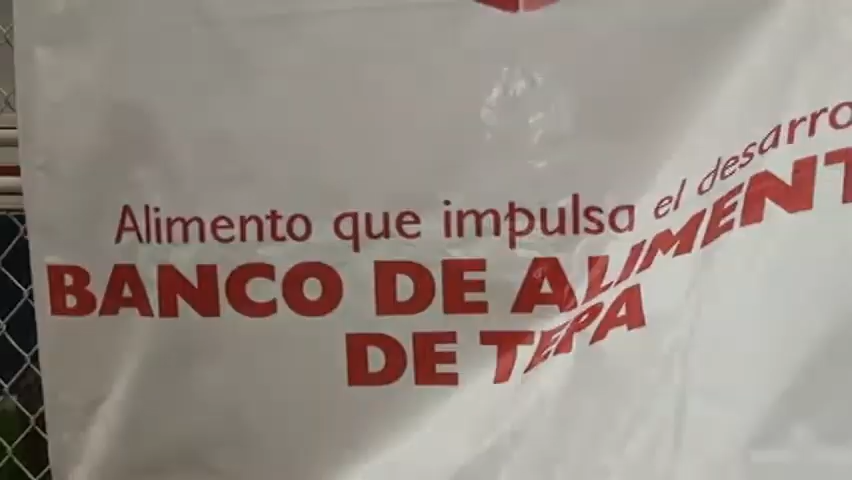 Alimento que impulsa el desarro
BANCO DE ALIMENT
DE TEPA